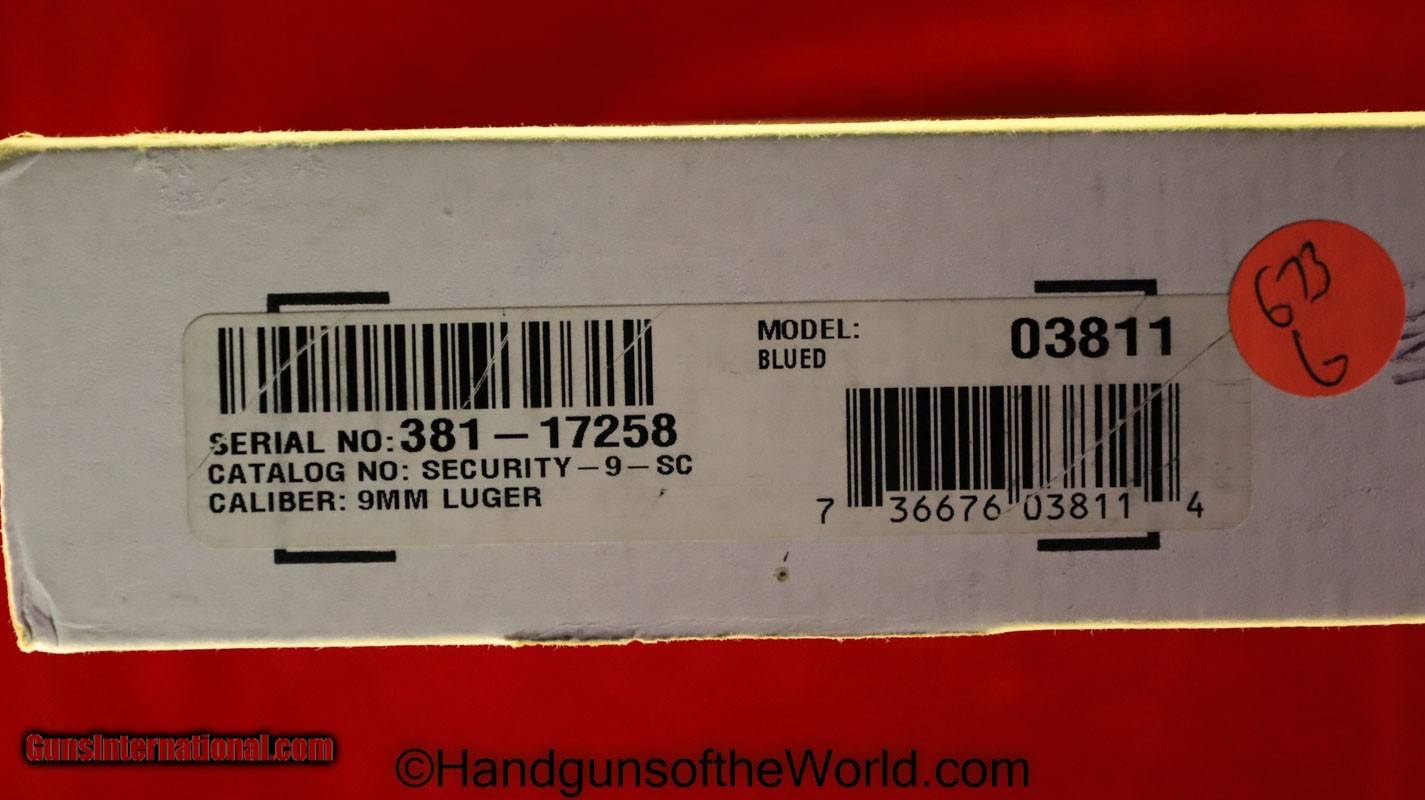 SERIAL NO: 381-17258
CATALOG NO: SECURITY-9-SC
CALIBER: 9MM LUGER
MODEL: 03811
BLUED
7 36676 03811 4
673
GunsInternational.com
©HandgunsoftheWorld.com